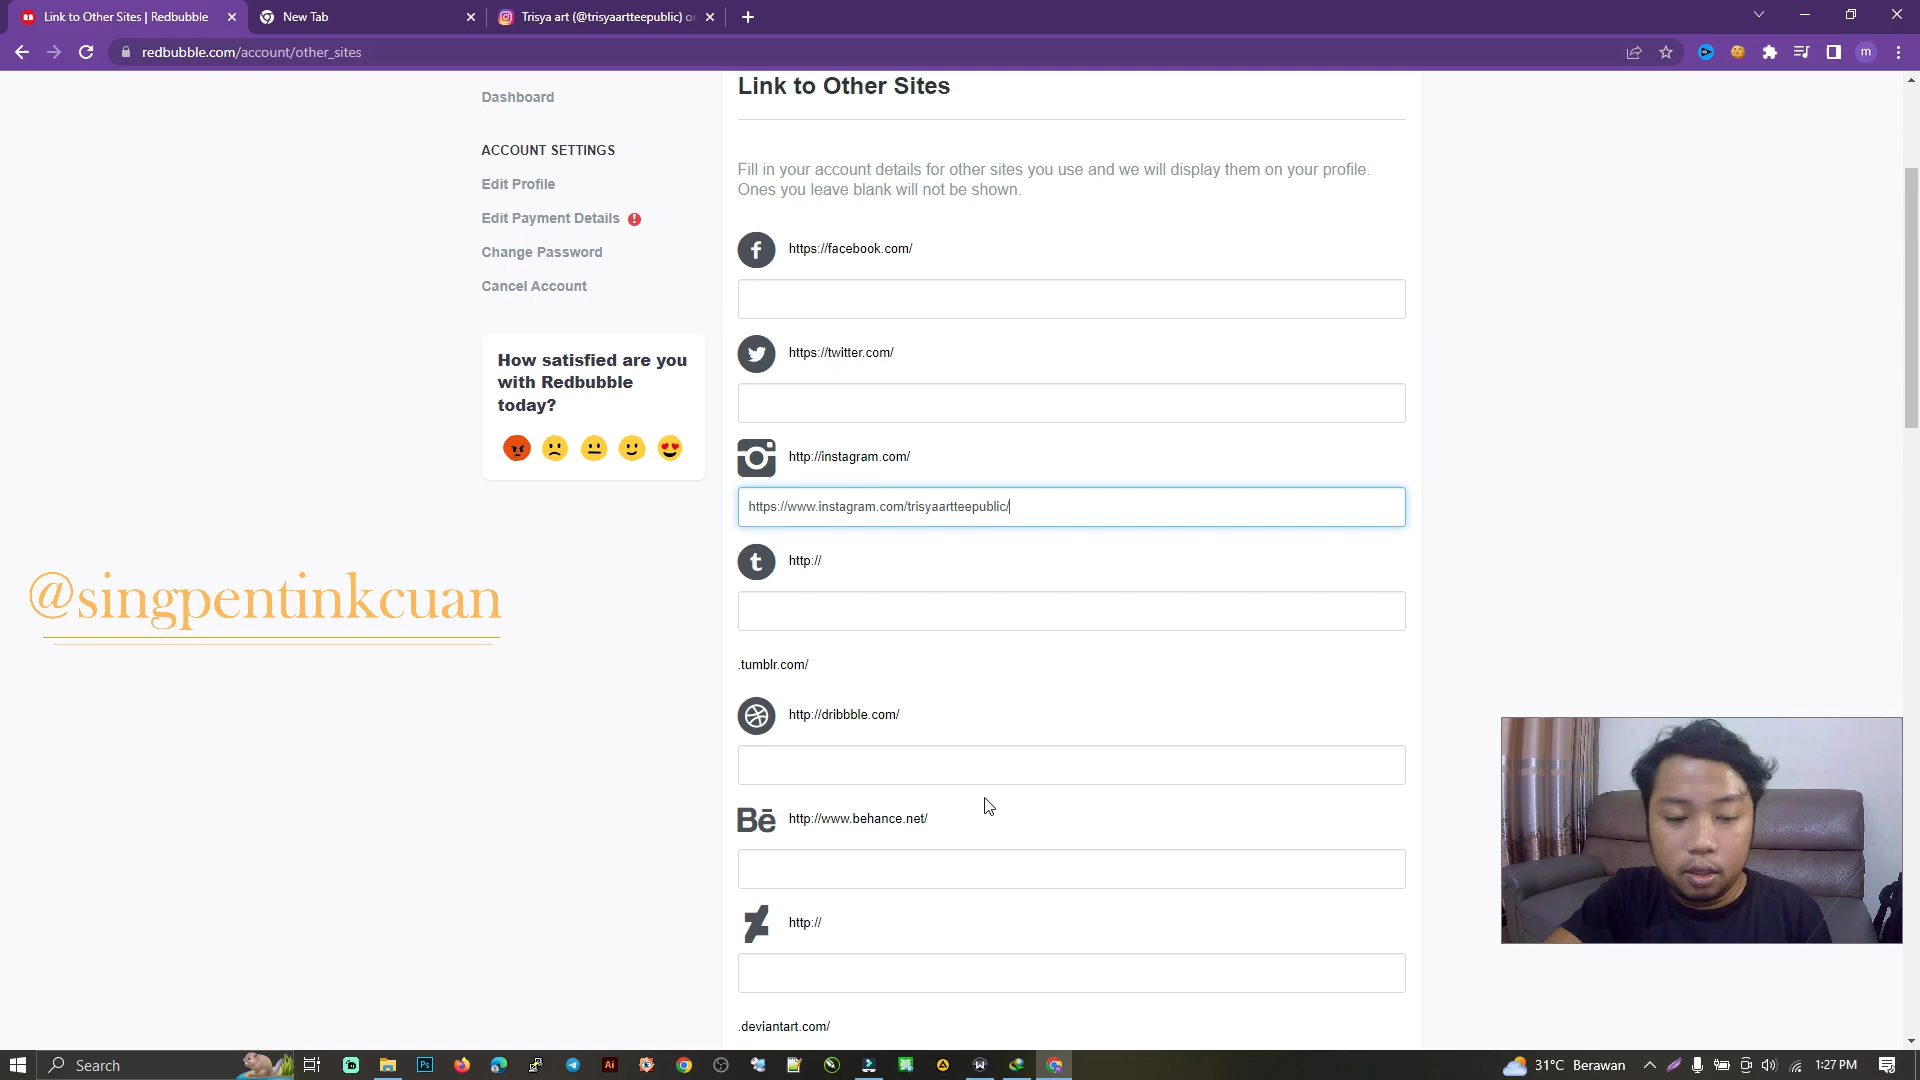 Link to Other Sites | Redbubble
New Tab
Trisya art (@trisyaartteepublic) o
redbubble.com/account/other_sites
m
Dashboard
ACCOUNT SETTINGS
Edit Profile
Edit Payment Details
Change Password
Cancel Account
How satisfied are you
with Redbubble
today?
@singpentinkcuan
Link to Other Sites
Fill in your account details for other sites you use and we will display them on your profile.
Ones you leave blank will not be shown.
https://facebook.com/
https://twitter.com/
http://instagram.com/
https://www.instagram.com/trisyaartteepublic/
http://
.tumblr.com/
http://dribbble.com/
Bē http://www.behance.net/
http://
.deviantart.com/
Search
Ps
Ai
31°C Berawan
1:27 PM